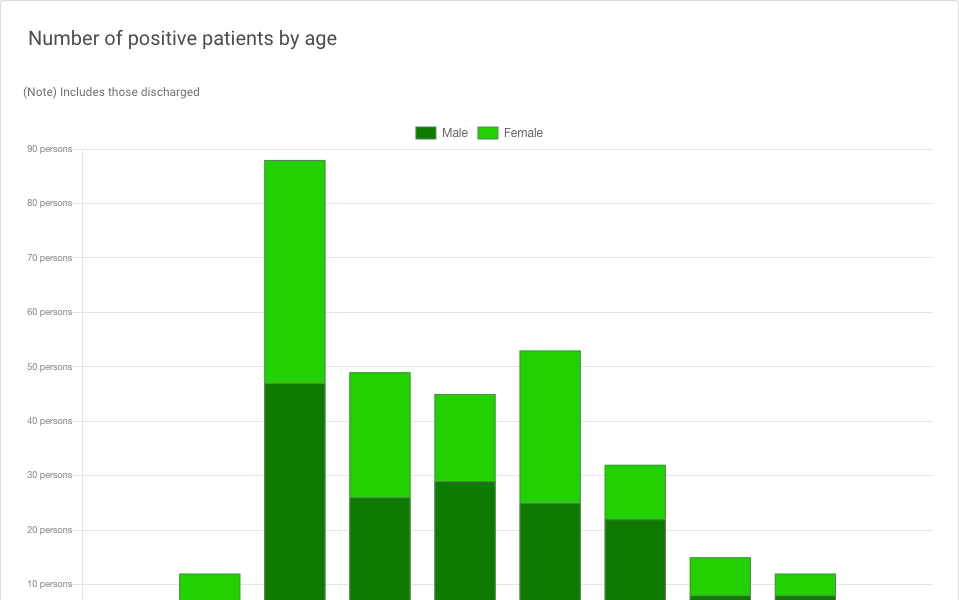 Number of positive patients by age
(Note) Includes those discharged
Male Female
90 persons
80 persons
70 persons
60 persons
50 persons
40 persons
30 persons
20 persons
10 persons